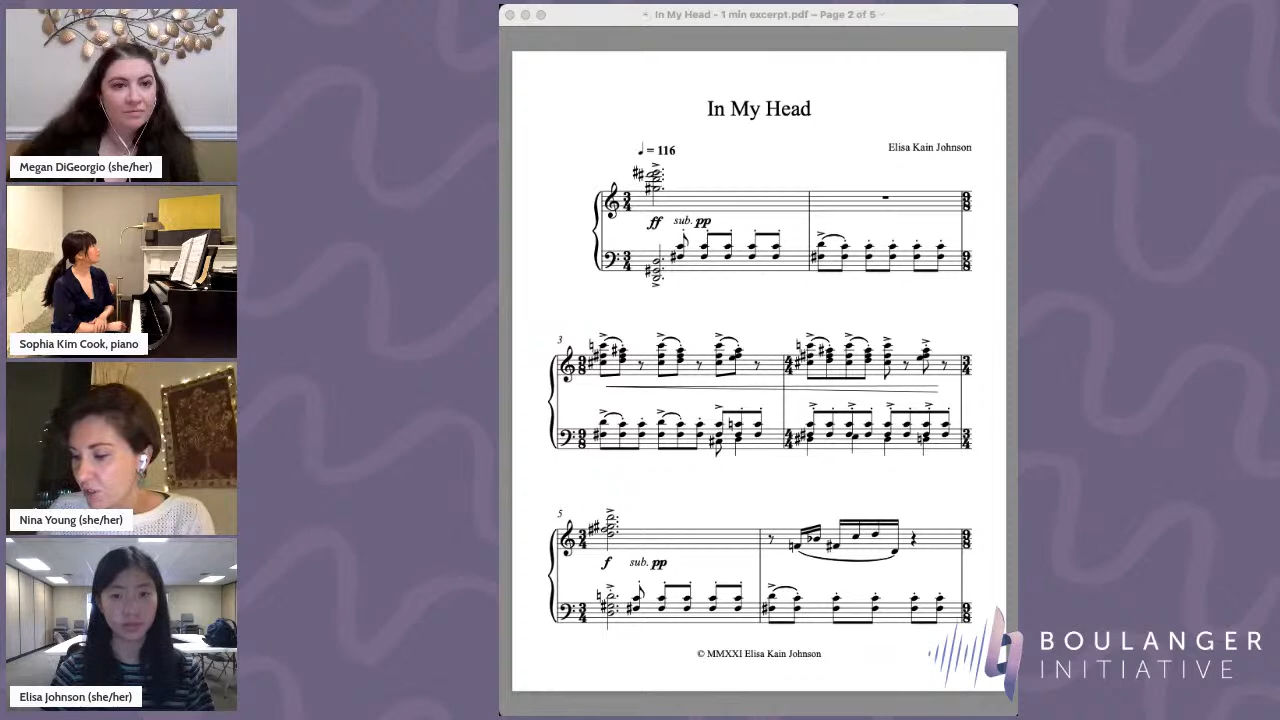 Megan DiGeorgio (she/her)
Sophia Kim Cook, piano
Nina Young (she/her)
Elisa Johnson (she/her)
In My Head - 1 min excerpt.pdf – Page 2 of 5
In My Head
= 116
Elisa Kain Johnson
ff sub. pp
3
5
f sub. pp
© MMXXI Elisa Kain Johnson
BOULANGER
INITIATIVE